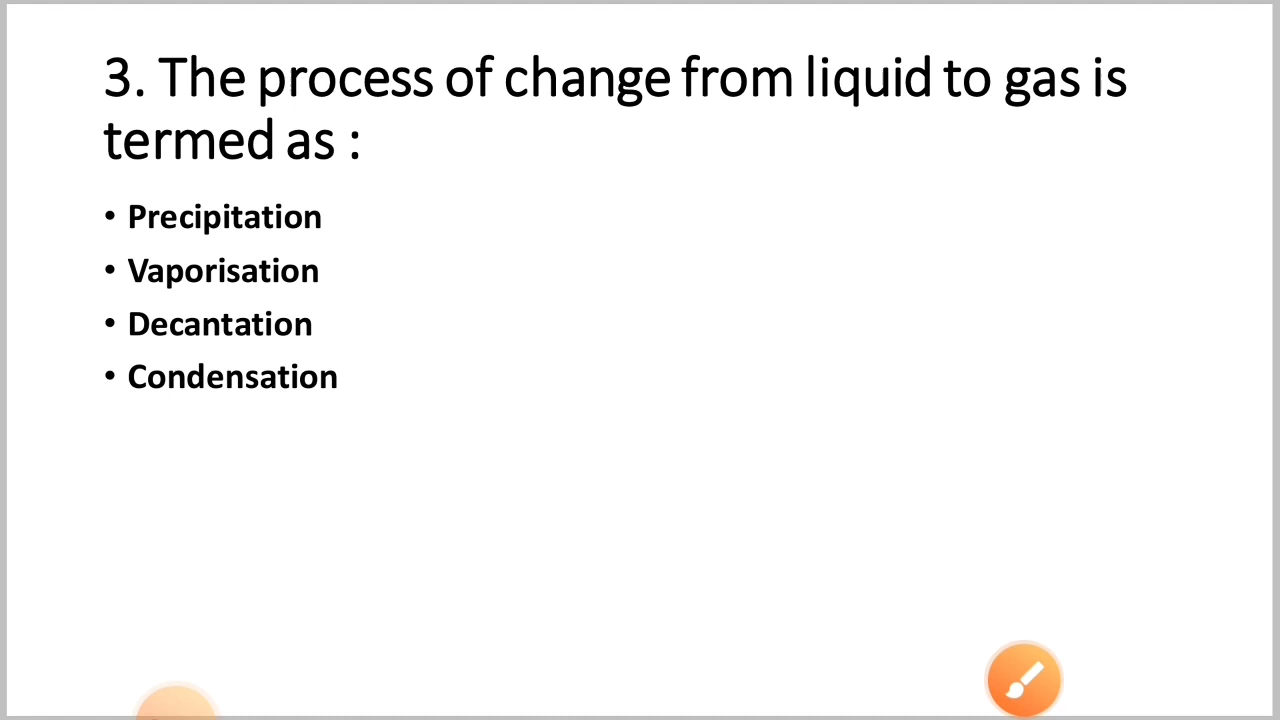 3. The process of change from liquid to gas is
termed as :
• Precipitation
• Vaporisation
• Decantation
• Condensation